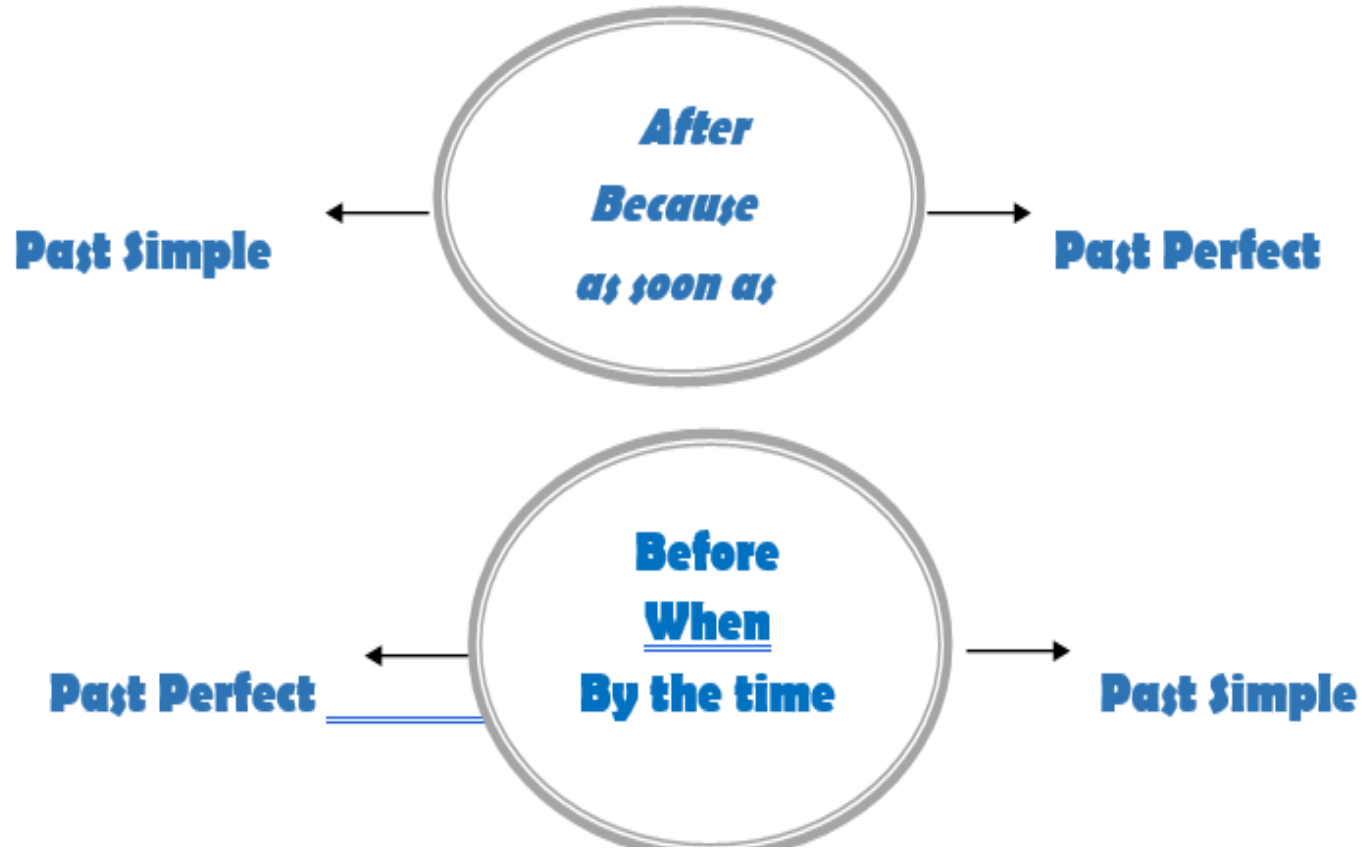 After
Because
as soon as
Past Simple
Past Perfect
Before
When
By the time
Past Perfect
Past Simple